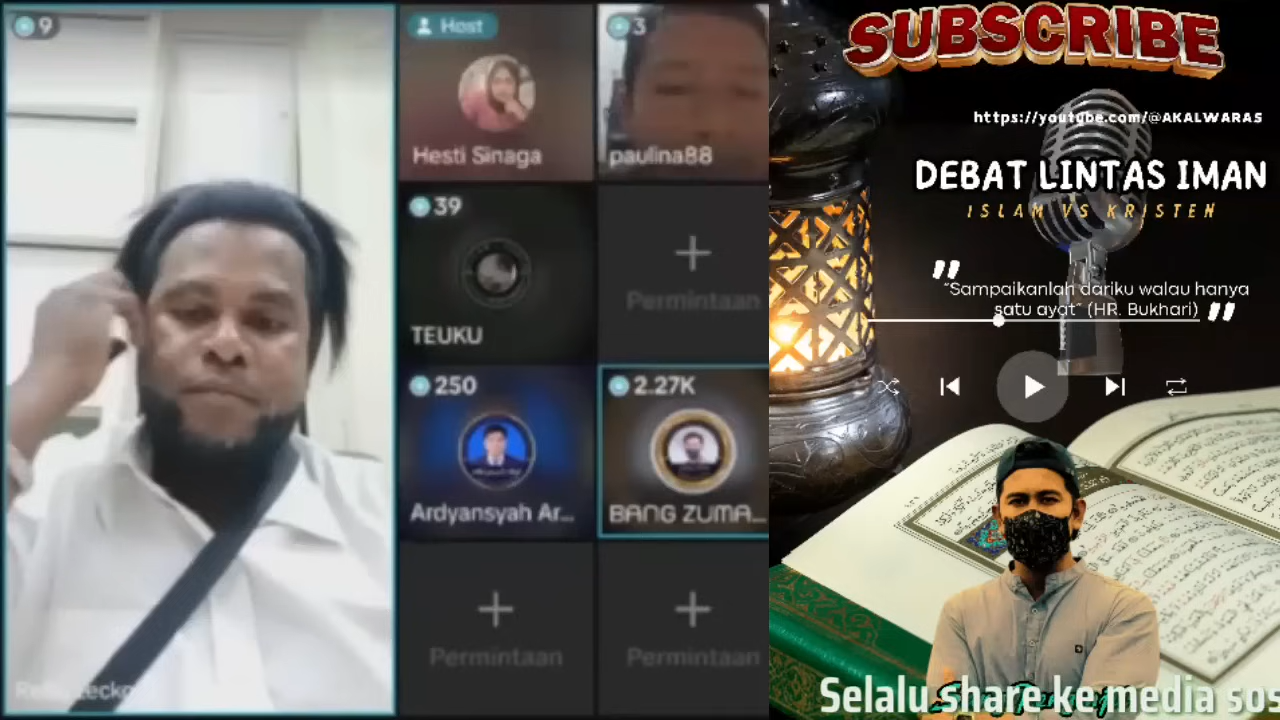 9
Host
Hesti Sinaga
3
paulina88
39
TEUKU
Permintaan
250
Ardyansyah Ar...
2.27K
BANG ZUMA...
Permintaan
Permintaan
SUBSCRIBE
https://youtube.com/@AKALWARAS
DEBAT LINTAS IMAN
ISLAM VS KRISTEN
"
"Sampaikanlah dariku walau hanya
satu ayat" (HR. Bukhari)
"
Selalu share ke media sos